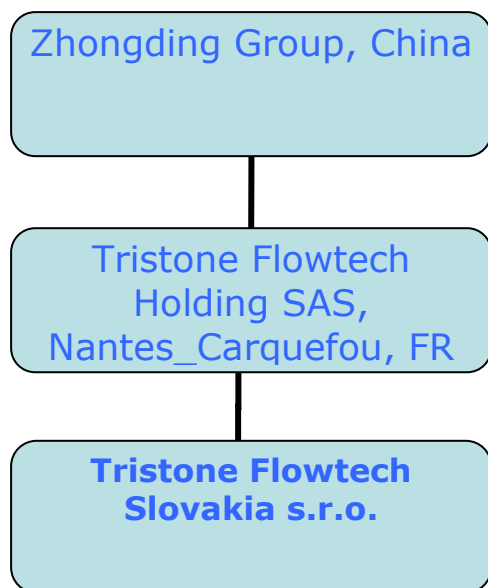 Zhongding Group, China
Tristone Flowtech
Holding SAS,
Nantes_Carquefou, FR
Tristone Flowtech
Slovakia s.r.o.